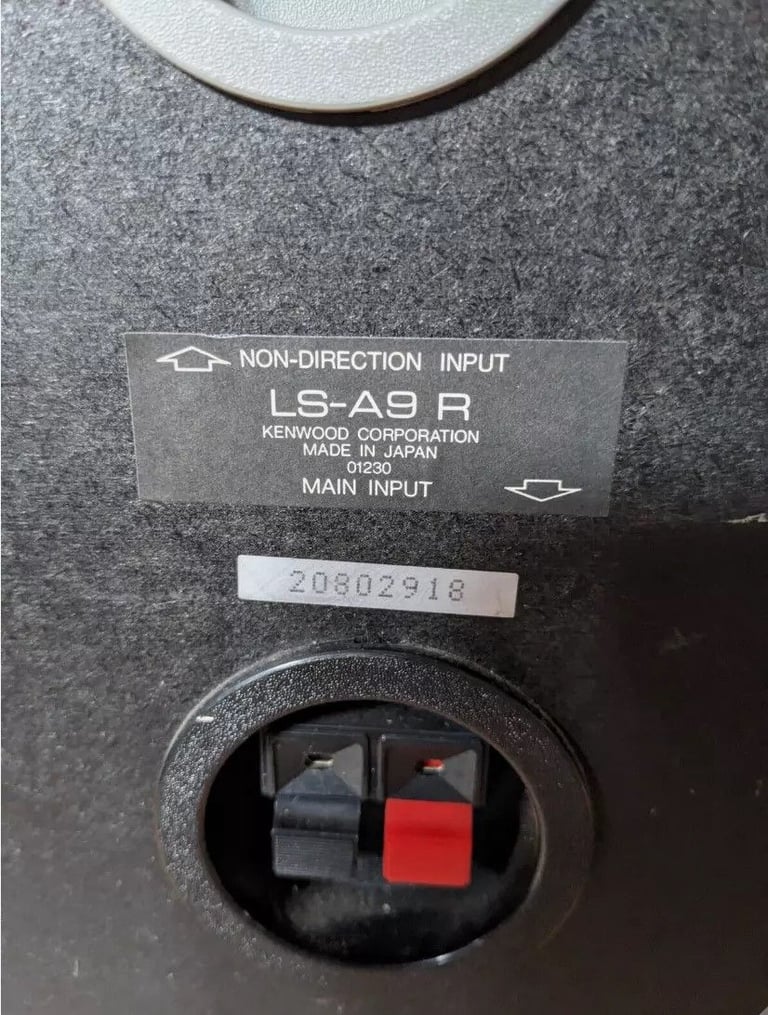 NON-DIRECTION INPUT
LS-A9 R
KENWOOD CORPORATION
MADE IN JAPAN
01230
MAIN INPUT
20802918